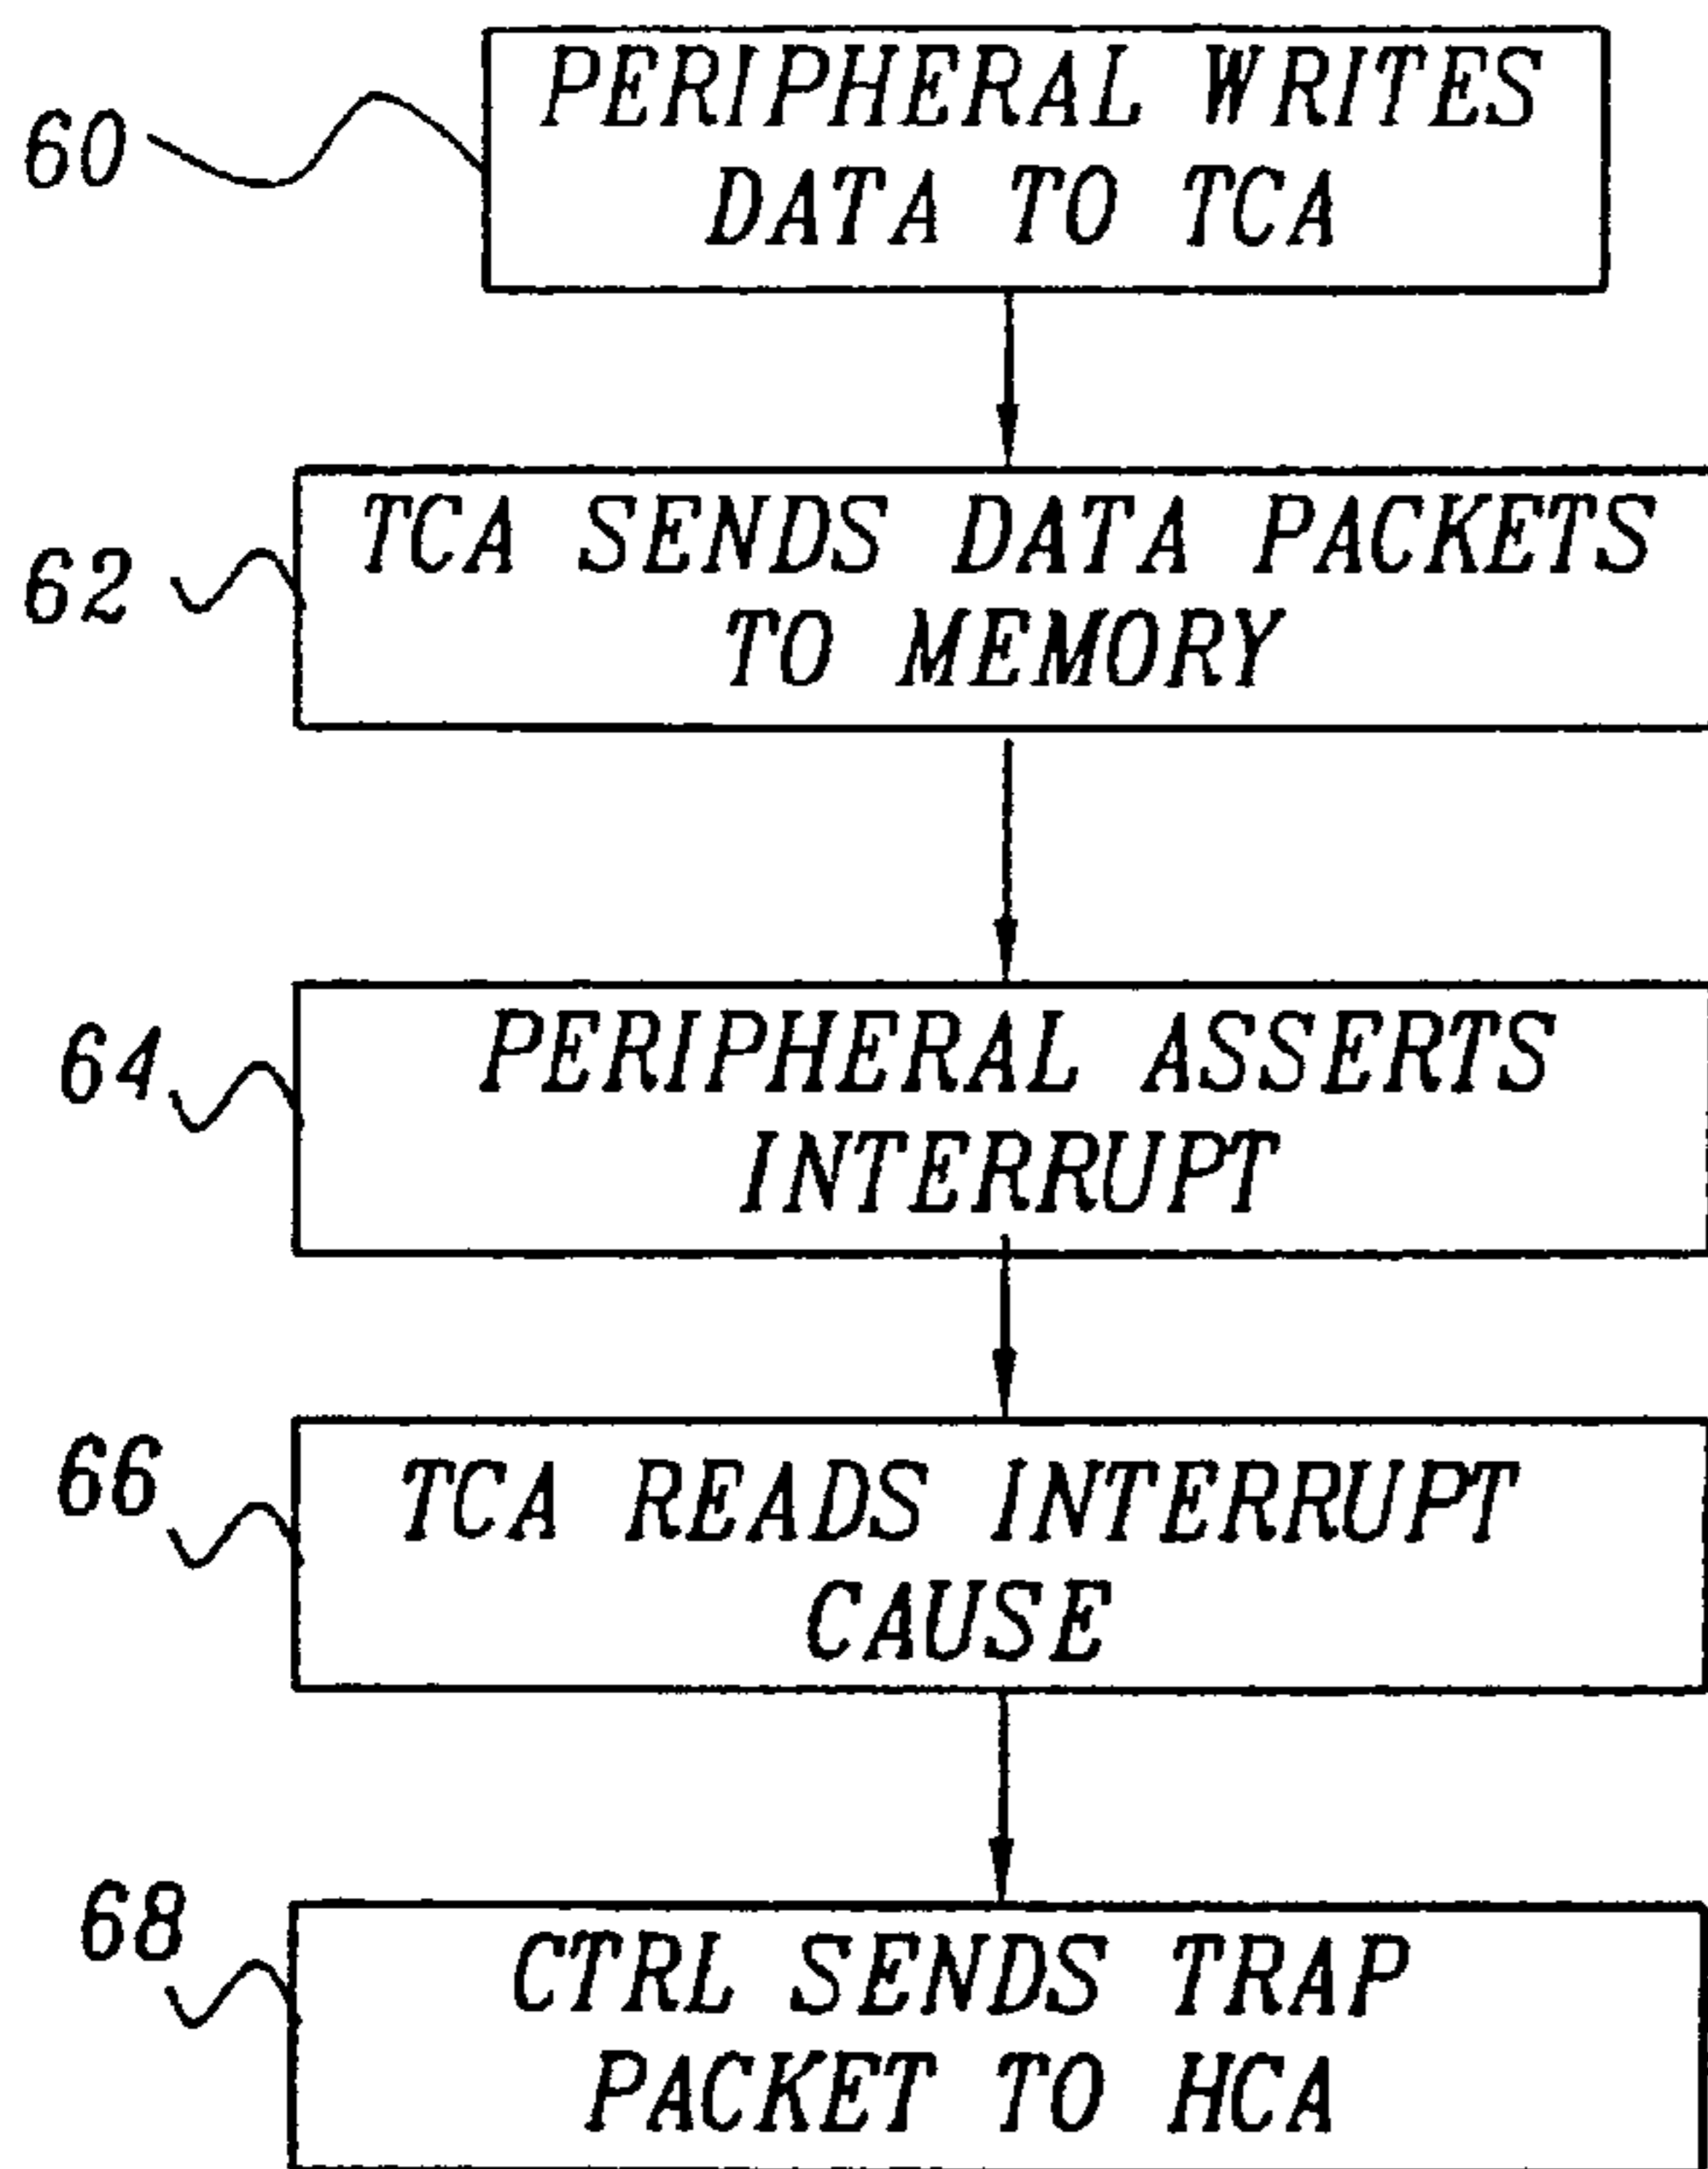 60
PERIPHERAL WRITES
DATA TO TCA
62
TCA SENDS DATA PACKETS
TO MEMORY
64
PERIPHERAL ASSERTS
INTERRUPT
66
TCA READS INTERRUPT
CAUSE
68
CTRL SENDS TRAP
PACKET TO HCA